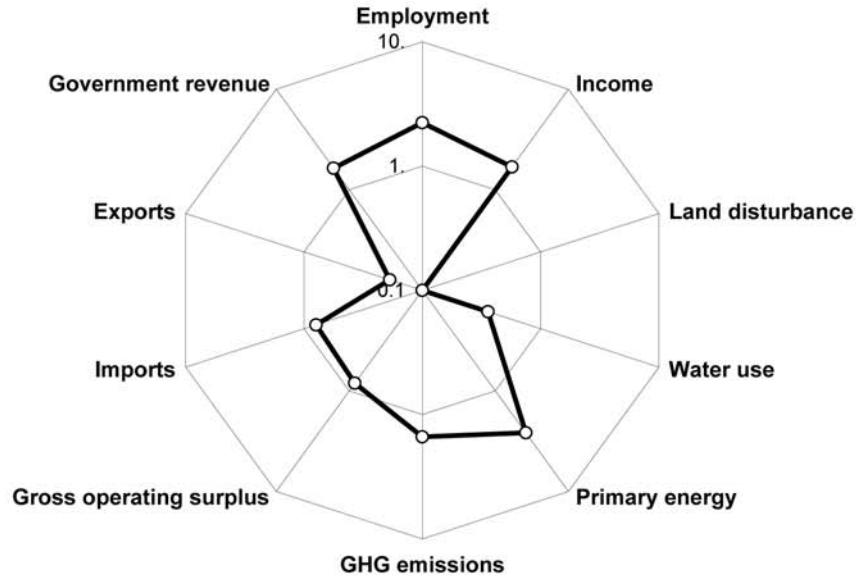 Employment
10.
Government revenue
Income
1.
Exports
Land disturbance
0.1
Imports
Water use
Gross operating surplus
Primary energy
GHG emissions